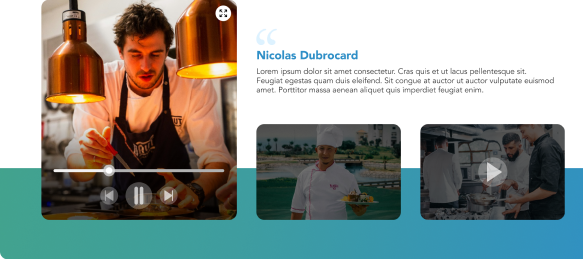 “
Nicolas Dubrocard
Lorem ipsum dolor sit amet consectetur. Cras quis et ut lacus pellentesque sit.
Feugiat egestas quam duis eleifend. Sit congue at auctor ut auctor vulputate euismod
amet. Porttitor massa aenean aliquet quis imperdiet feugiat enim.